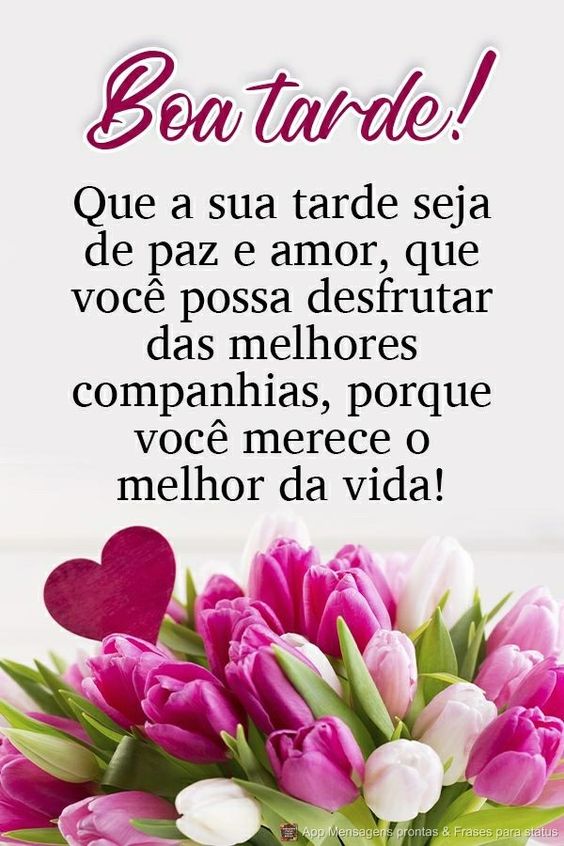 Boa tarde!
Que a sua tarde seja
de paz e amor, que
você possa desfrutar
das melhores
companhias, porque
você merece o
melhor da vida!
App Mensagens prontas & Frases para status